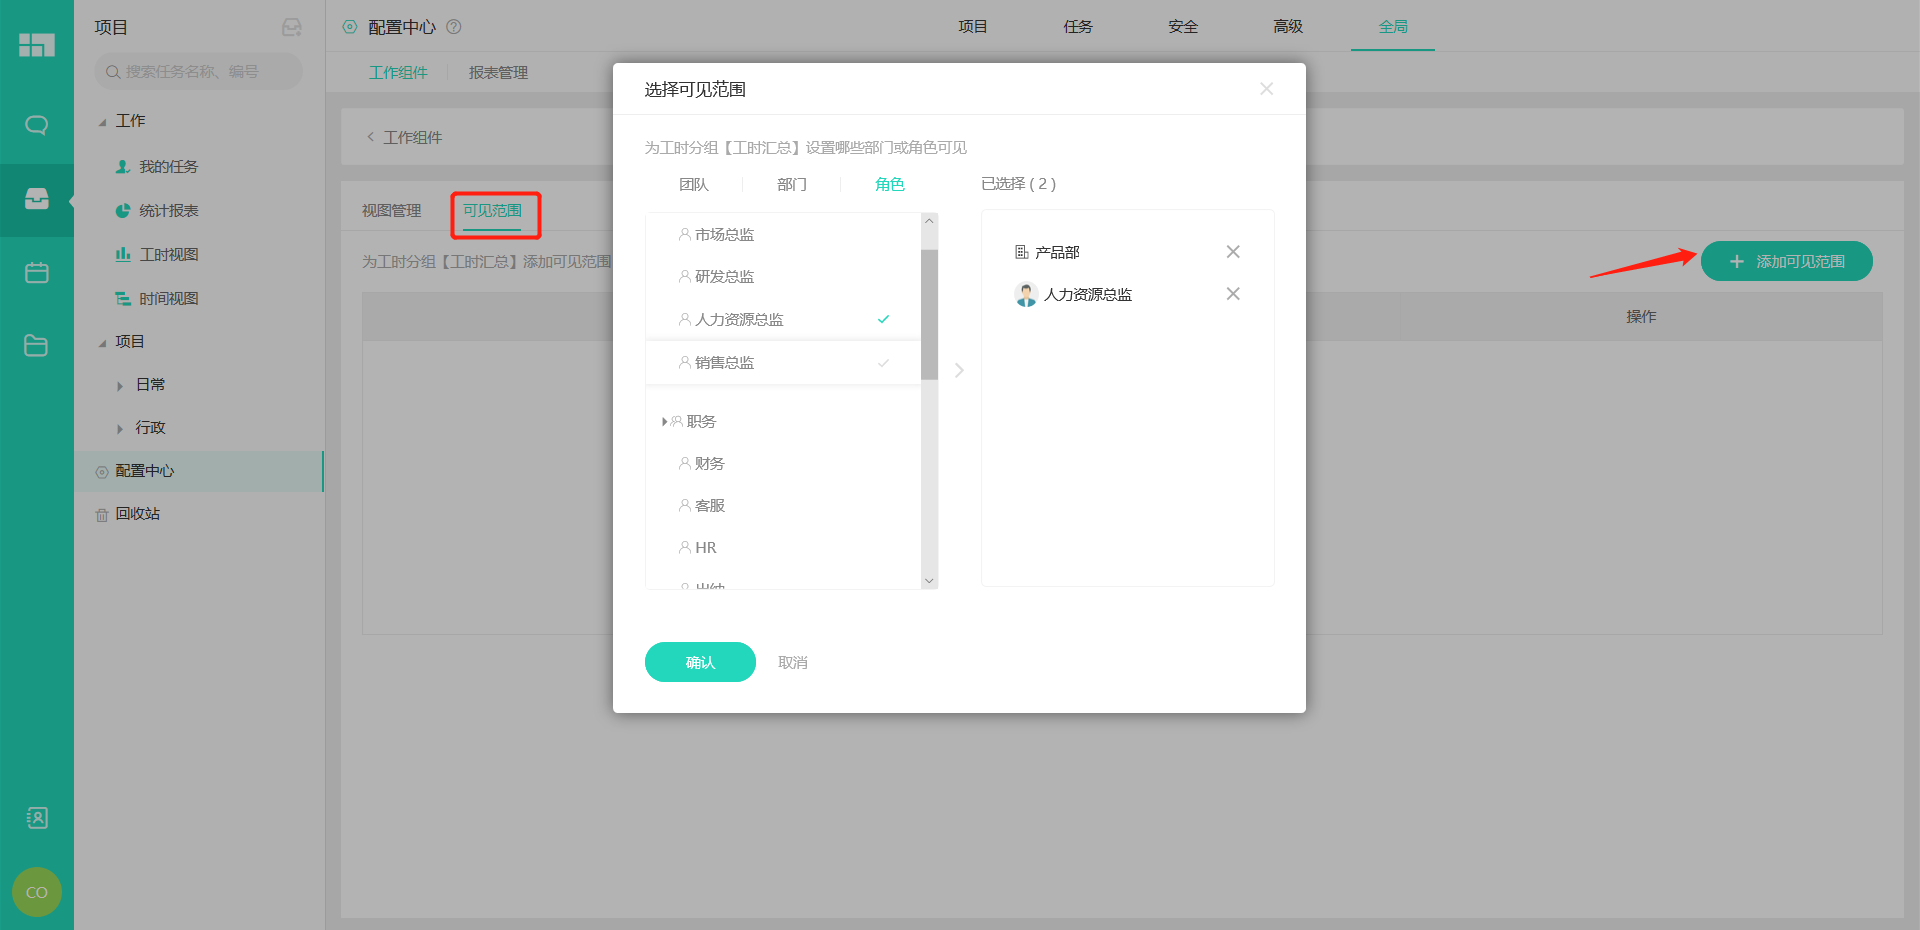 项目
搜索任务名称、编号
工作
我的任务
统计报表
工时视图
时间视图
项目
日常
行政
配置中心
回收站
CO
配置中心
项目
任务
安全
高级
全局
工作组件
报表管理
工作组件
视图管理
可见范围
为工时分组【工时汇总】添加可见范围
添加可见范围
操作
选择可见范围
为工时分组【工时汇总】设置哪些部门或角色可见
团队
部门
角色
已选择 ( 2 )
市场总监
研发总监
人力资源总监
销售总监
职务
财务
客服
HR
出纳
产品部
人力资源总监
确认
取消